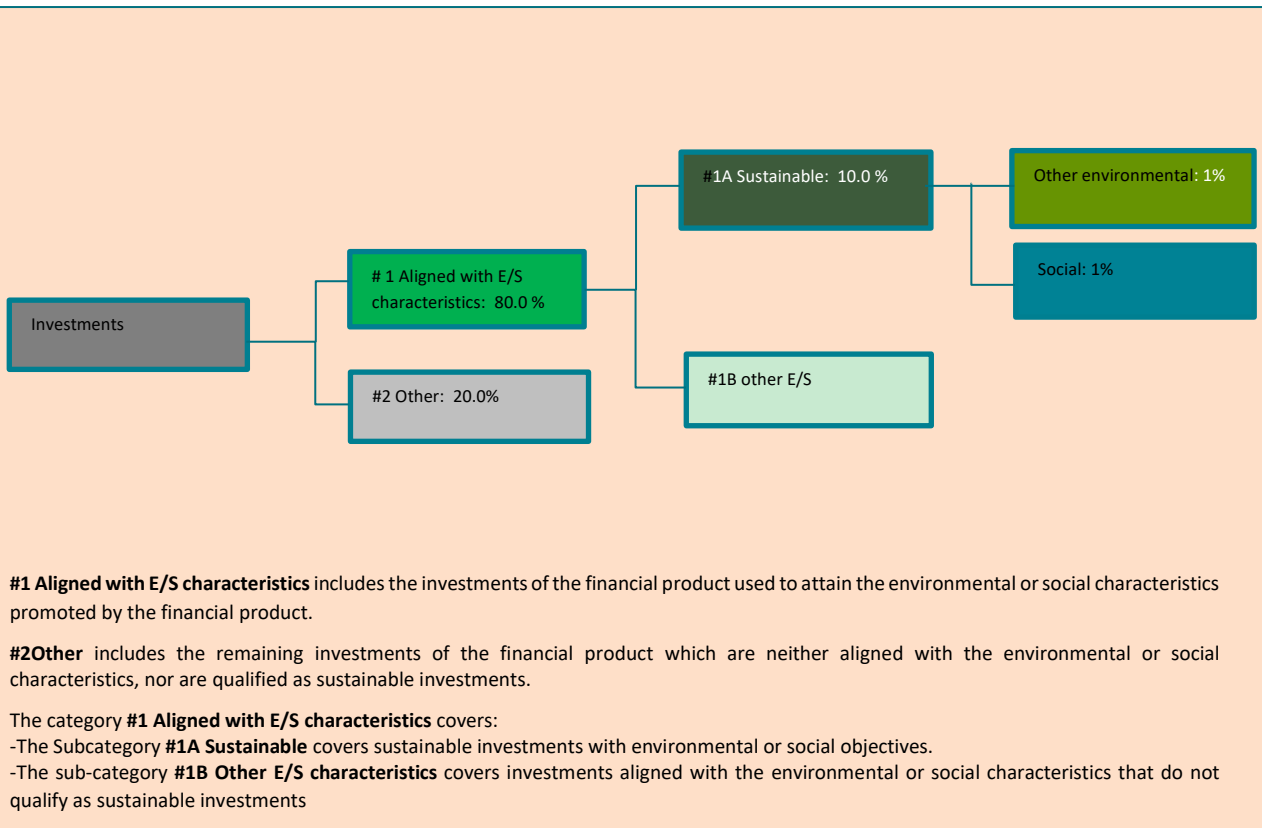 #1A Sustainable:  10.0 %
Other environmental: 1%
# 1 Aligned with E/S
characteristics:  80.0 %
Social: 1%
Investments
#1B other E/S
#2 Other:  20.0%
#1 Aligned with E/S characteristics includes the investments of the financial product used to attain the environmental or social characteristics
promoted by the financial product.
#2Other includes the remaining investments of the financial product which are neither aligned with the environmental or social
characteristics, nor are qualified as sustainable investments.
The category #1 Aligned with E/S characteristics covers:
-The Subcategory #1A Sustainable covers sustainable investments with environmental or social objectives.
-The sub-category #1B Other E/S characteristics covers investments aligned with the environmental or social characteristics that do not
qualify as sustainable investments